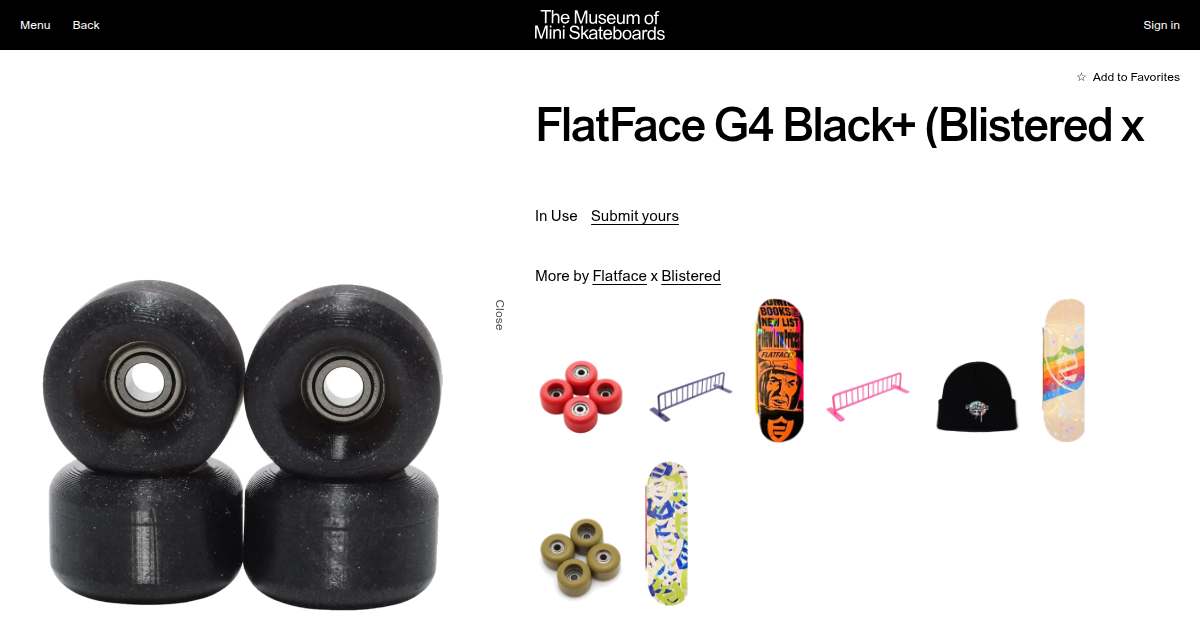 Menu
Back
The Museum of
Mini Skateboards
Sign in
☆ Add to Favorites
FlatFace G4 Black+ (Blistered x
In Use
Submit yours
More by Flatface x Blistered
Close
BOOKS
NEW LIST
FLATFACE